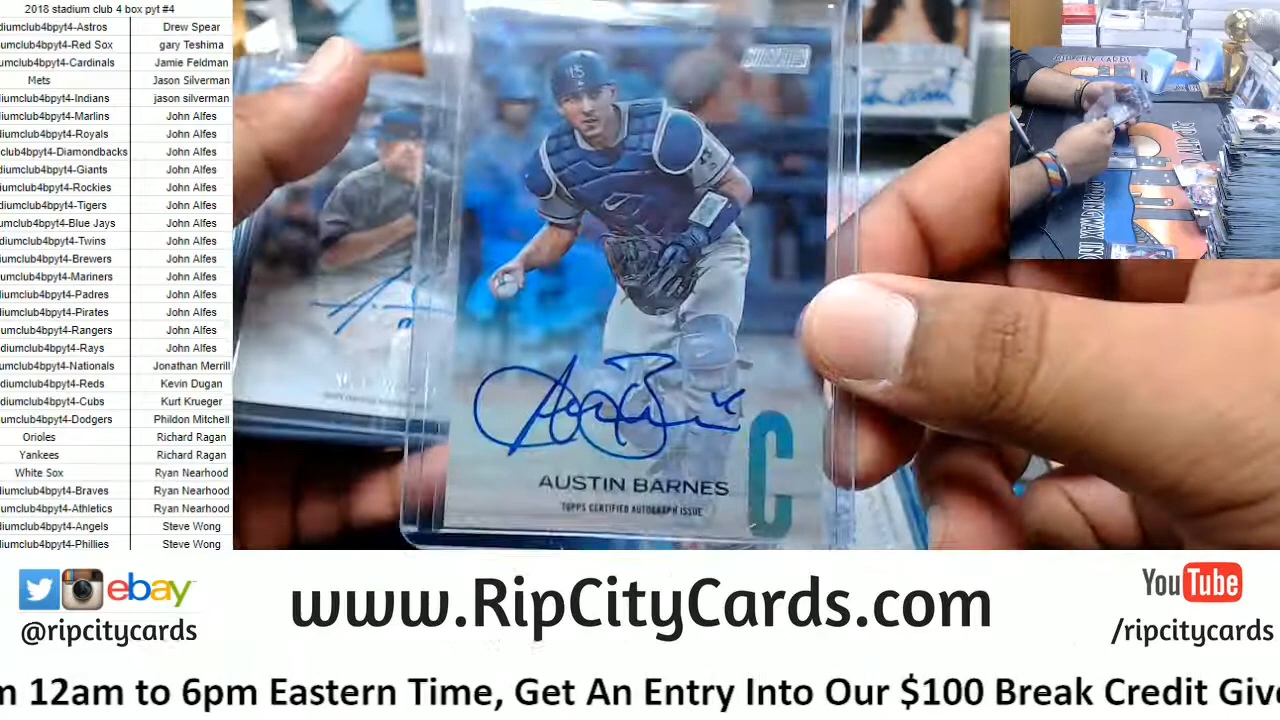 2018 stadium club 4 box pyt #4
diumclub4bpyt4-Astros Drew Spear
umclub4bpyt4-Red Sox gary Teshima
umclub4bpyt4-Cardinals Jamie Feldman
Mets Jason Silverman
diumclub4bpyt4-Indians jason silverman
diumclub4bpyt4-Marlins John Alfes
diumclub4bpyt4-Royals John Alfes
club4bpyt4-Diamondbacks John Alfes
diumclub4bpyt4-Giants John Alfes
diumclub4bpyt4-Rockies John Alfes
diumclub4bpyt4-Tigers John Alfes
umclub4bpyt4-Blue Jays John Alfes
diumclub4bpyt4-Twins John Alfes
iumclub4bpyt4-Brewers John Alfes
iumclub4bpyt4-Mariners John Alfes
diumclub4bpyt4-Padres John Alfes
diumclub4bpyt4-Pirates John Alfes
iumclub4bpyt4-Rangers John Alfes
diumclub4bpyt4-Rays John Alfes
iumclub4bpyt4-Nationals Jonathan Merrill
diumclub4bpyt4-Reds Kevin Dugan
diumclub4bpyt4-Cubs Kurt Krueger
umclub4bpyt4-Dodgers Phildon Mitchell
Orioles Richard Ragan
Yankees Richard Ragan
White Sox Ryan Nearhood
diumclub4bpyt4-Braves Ryan Nearhood
umclub4bpyt4-Athletics Ryan Nearhood
diumclub4bpyt4-Angels Steve Wong
iumclub4bpyt4-Phillies Steve Wong
AUSTIN BARNES
TOPPS CERTIFIED AUTOGRAPH ISSUE
C
ebay
@ripcitycards
www.RipCityCards.com
YouTube
/ripcitycards
m 12am to 6pm Eastern Time, Get An Entry Into Our $100 Break Credit Give